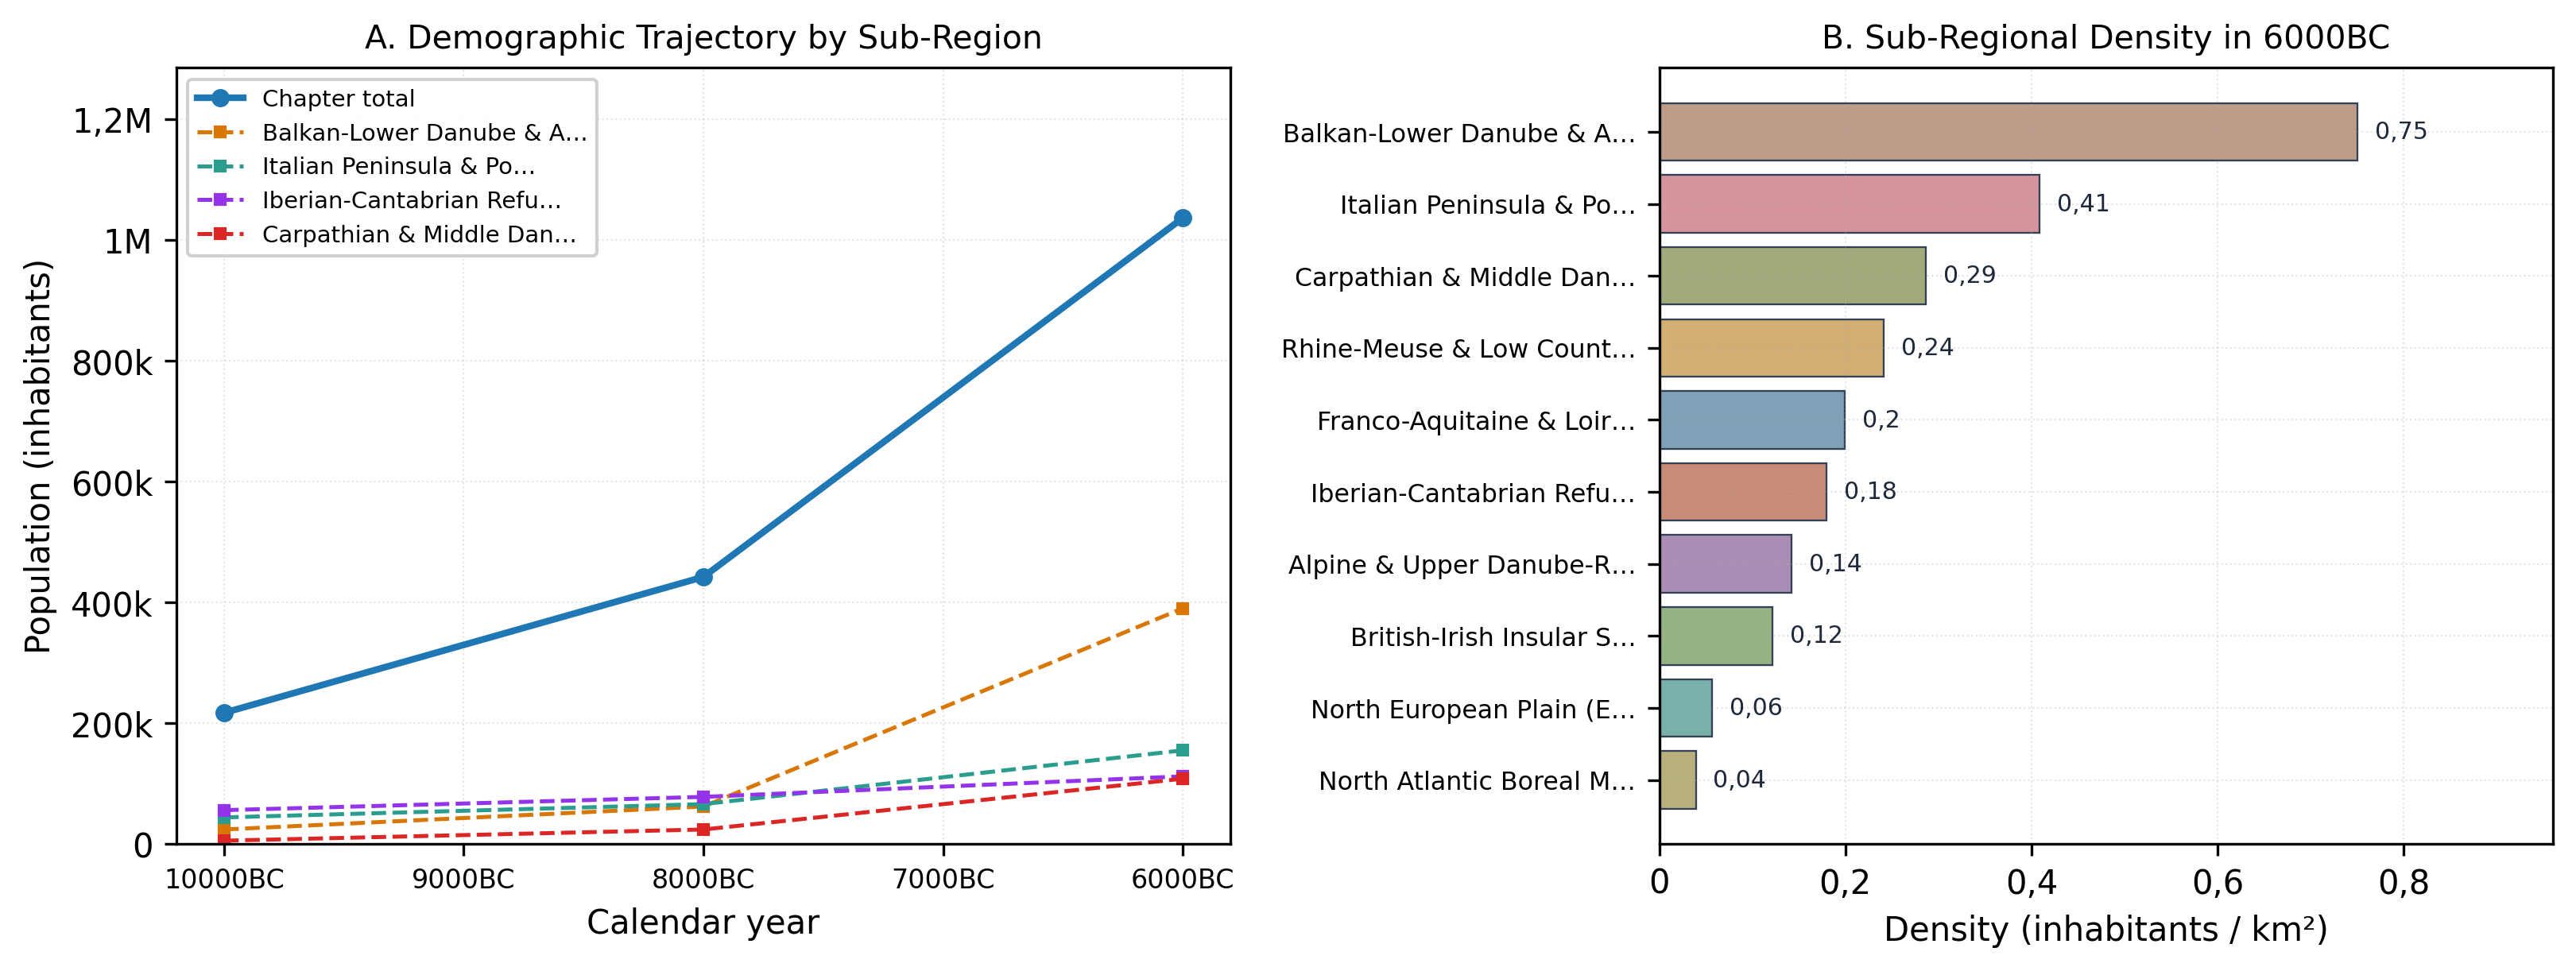 A. Demographic Trajectory by Sub-Region
Chapter total
Balkan-Lower Danube & A...
Italian Peninsula & Po...
Iberian-Cantabrian Refu...
Carpathian & Middle Dan...
Population (inhabitants)
1,2M
1M
800k
600k
400k
200k
0
10000BC
9000BC
8000BC
7000BC
6000BC
Calendar year
B. Sub-Regional Density in 6000BC
Balkan-Lower Danube & A... 0,75
Italian Peninsula & Po... 0,41
Carpathian & Middle Dan... 0,29
Rhine-Meuse & Low Count... 0,24
Franco-Aquitaine & Loir... 0,2
Iberian-Cantabrian Refu... 0,18
Alpine & Upper Danube-R... 0,14
British-Irish Insular S... 0,12
North European Plain (E... 0,06
North Atlantic Boreal M... 0,04
0
0,2
0,4
0,6
0,8
Density (inhabitants / km²)